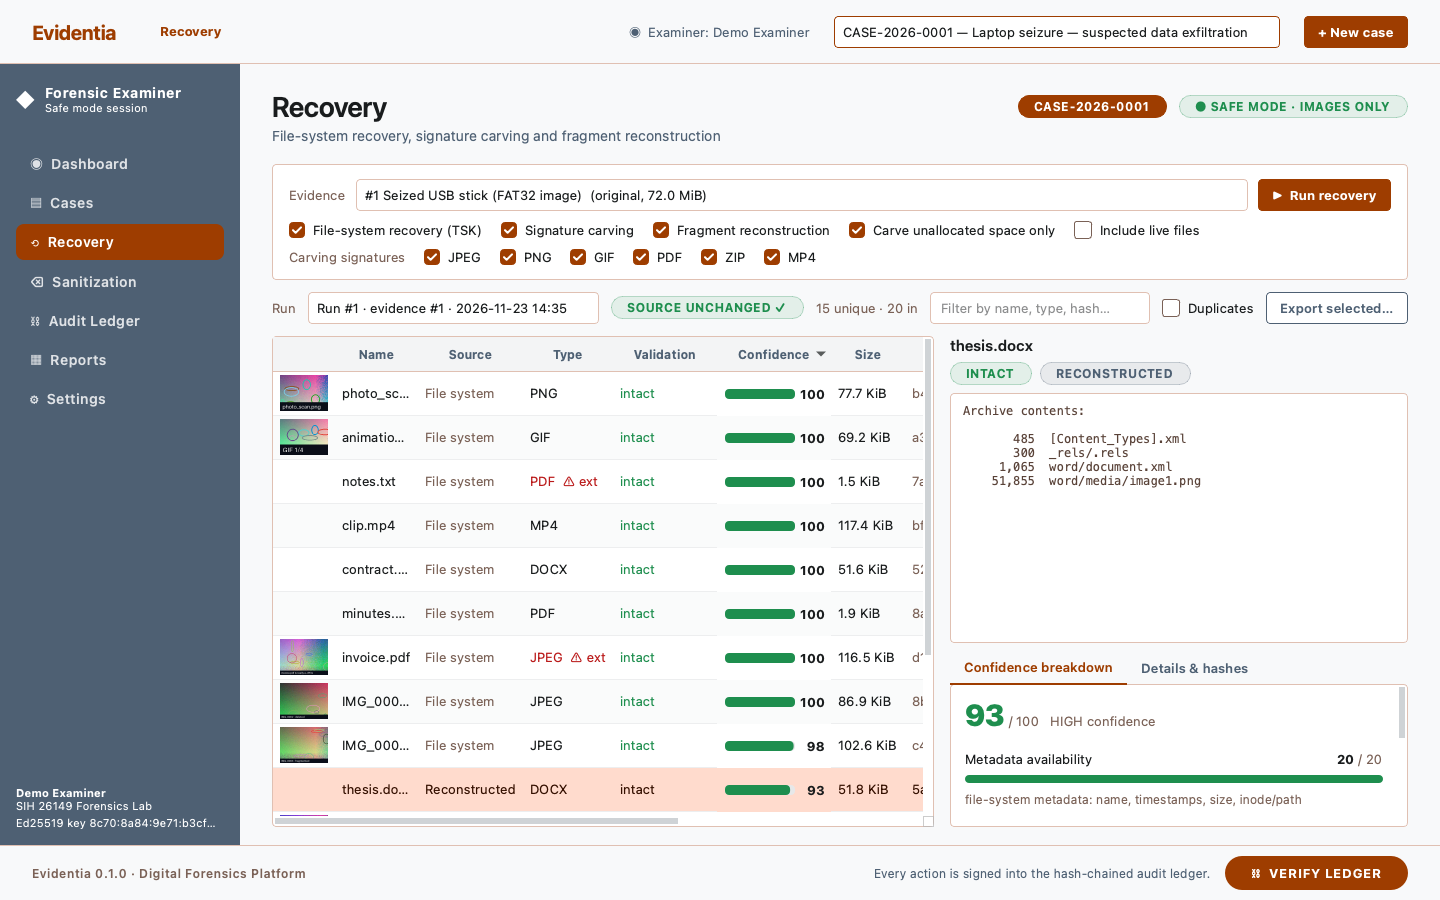 Evidentia
Recovery
Examiner: Demo Examiner
CASE-2026-0001 — Laptop seizure — suspected data exfiltration
+ New case
Forensic Examiner
Safe mode session
Dashboard
Cases
Recovery
Sanitization
Audit Ledger
Reports
Settings
Demo Examiner
SIH 26149 Forensics Lab
Ed25519 key 8c70:8a84:9e71:b3cf...
Recovery
File-system recovery, signature carving and fragment reconstruction
CASE-2026-0001
SAFE MODE · IMAGES ONLY
Evidence
#1 Seized USB stick (FAT32 image) (original, 72.0 MiB)
Run recovery
File-system recovery (TSK)
Signature carving
Fragment reconstruction
Carve unallocated space only
Include live files
Carving signatures
JPEG
PNG
GIF
PDF
ZIP
MP4
Run
Run #1 · evidence #1 · 2026-11-23 14:35
SOURCE UNCHANGED ✓
15 unique · 20 in
Filter by name, type, hash...
Duplicates
Export selected...
Name Source Type Validation Confidence Size
photo_sc... File system PNG intact 100 77.7 KiB
animatio... File system GIF intact 100 69.2 KiB
notes.txt File system PDF ⚠ ext intact 100 1.5 KiB
clip.mp4 File system MP4 intact 100 117.4 KiB
contract.... File system DOCX intact 100 51.6 KiB
minutes.... File system PDF intact 100 1.9 KiB
invoice.pdf File system JPEG ⚠ ext intact 100 116.5 KiB
IMG_000... File system JPEG intact 100 86.9 KiB
IMG_000... File system JPEG intact 98 102.6 KiB
thesis.do... Reconstructed DOCX intact 93 51.8 KiB
thesis.docx
INTACT
RECONSTRUCTED
Archive contents:
485 [Content_Types].xml
300 _rels/.rels
1,065 word/document.xml
51,855 word/media/image1.png
Confidence breakdown
Details & hashes
93 / 100 HIGH confidence
Metadata availability 20 / 20
file-system metadata: name, timestamps, size, inode/path
Evidentia 0.1.0 · Digital Forensics Platform
Every action is signed into the hash-chained audit ledger.
VERIFY LEDGER